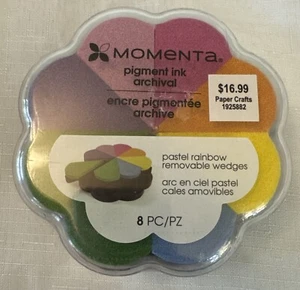 MOMENTA®
pigment ink
archival
encre pigmentée
archive
$16.99
Paper Crafts
1925882
pastel rainbow
removable wedges
arc en ciel pastel
cales amovibles
8 PC/PZ